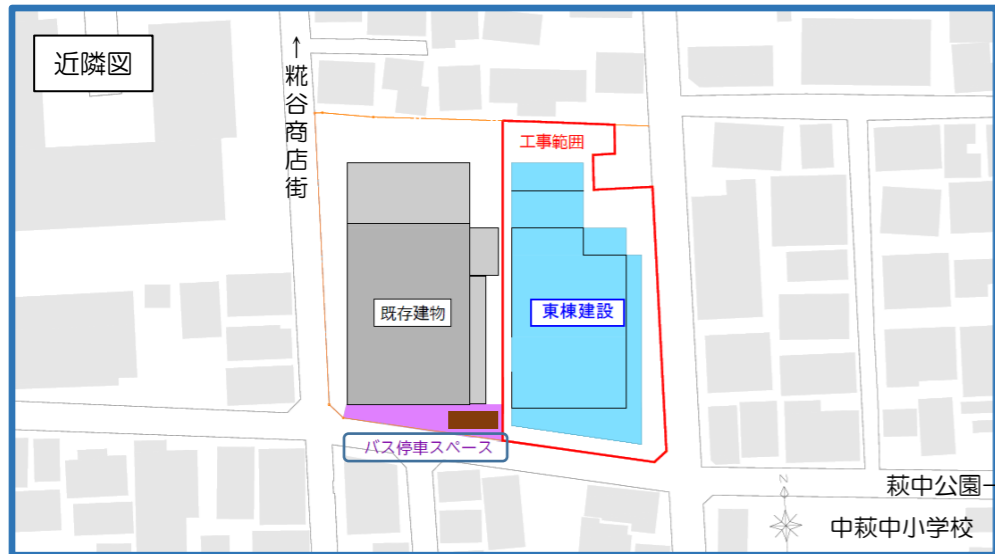 近隣図
↑糀谷商店街
工事範囲
既存建物
東棟建設
バス停車スペース
萩中公園
N
中萩中小学校